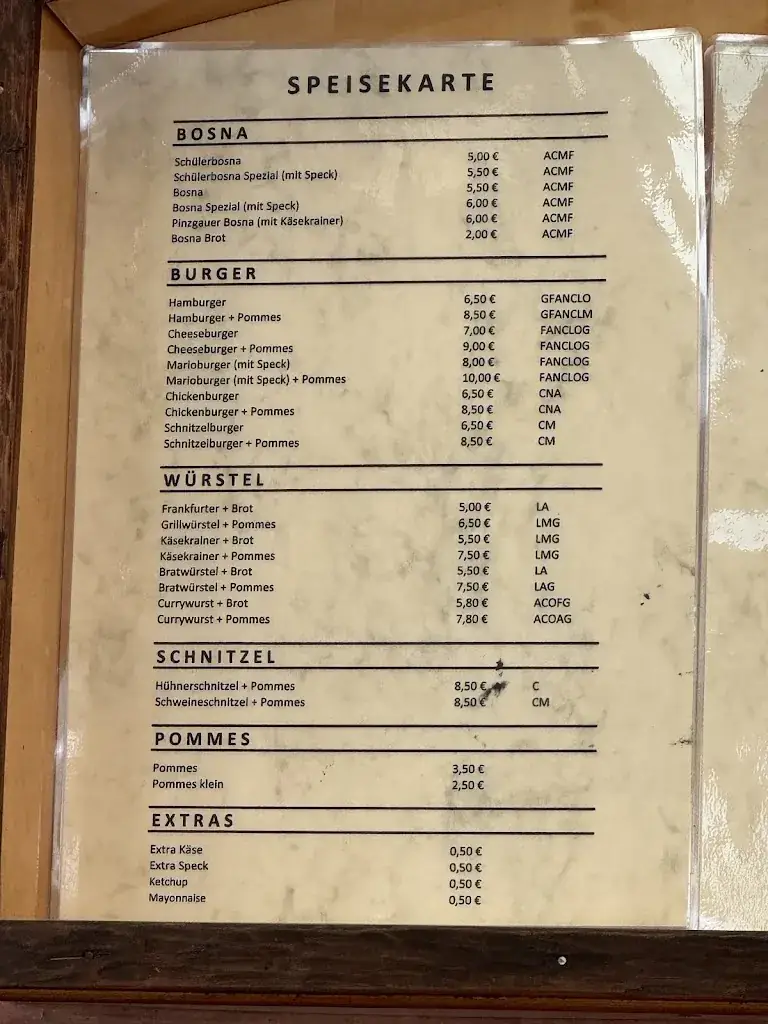 SPEISEKARTE
BOSNA
Schülerbosna 5,00 € ACMF
Schülerbosna Spezial (mit Speck) 5,50 € ACMF
Bosna 5,50 € ACMF
Bosna Spezial (mit Speck) 6,00 € ACMF
Pinzgauer Bosna (mit Käsekrainer) 6,00 € ACMF
Bosna Brot 2,00 € ACMF
BURGER
Hamburger 6,50 € GFANCLO
Hamburger + Pommes 8,50 € GFANCLM
Cheeseburger 7,00 € FANCLOG
Cheeseburger + Pommes 9,00 € FANCLOG
Marioburger (mit Speck) 8,00 € FANCLOG
Marioburger (mit Speck) + Pommes 10,00 € FANCLOG
Chickenburger 6,50 € CNA
Chickenburger + Pommes 8,50 € CNA
Schnitzelburger 6,50 € CM
Schnitzelburger + Pommes 8,50 € CM
WÜRSTEL
Frankfurter + Brot 5,00 € LA
Grillwürstel + Pommes 6,50 € LMG
Käsekrainer + Brot 5,50 € LMG
Käsekrainer + Pommes 7,50 € LMG
Bratwürstel + Brot 5,50 € LA
Bratwürstel + Pommes 7,50 € LAG
Currywurst + Brot 5,80 € ACOFG
Currywurst + Pommes 7,80 € ACOAG
SCHNITZEL
Hühnerschnitzel + Pommes 8,50 € C
Schweineschnitzel + Pommes 8,50 € CM
POMMES
Pommes 3,50 €
Pommes klein 2,50 €
EXTRAS
Extra Käse 0,50 €
Extra Speck 0,50 €
Ketchup 0,50 €
Mayonnaise 0,50 €